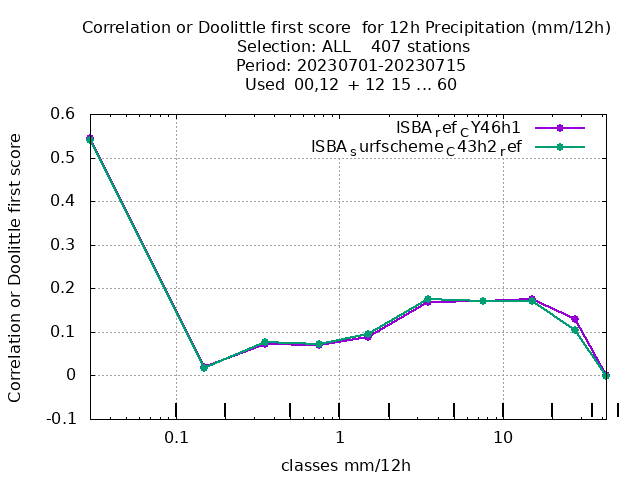 Correlation or Doolittle first score  for 12h Precipitation (mm/12h)
Selection: ALL    407 stations
Period: 20230701-20230715
Used  00,12  + 12 15 ... 60
ISBA_ref_CY46h1
ISBA_surfscheme_C43h2_ref
Correlation or Doolittle first score
0.6
0.5
0.4
0.3
0.2
0.1
0
-0.1
0.1
1
10
classes mm/12h